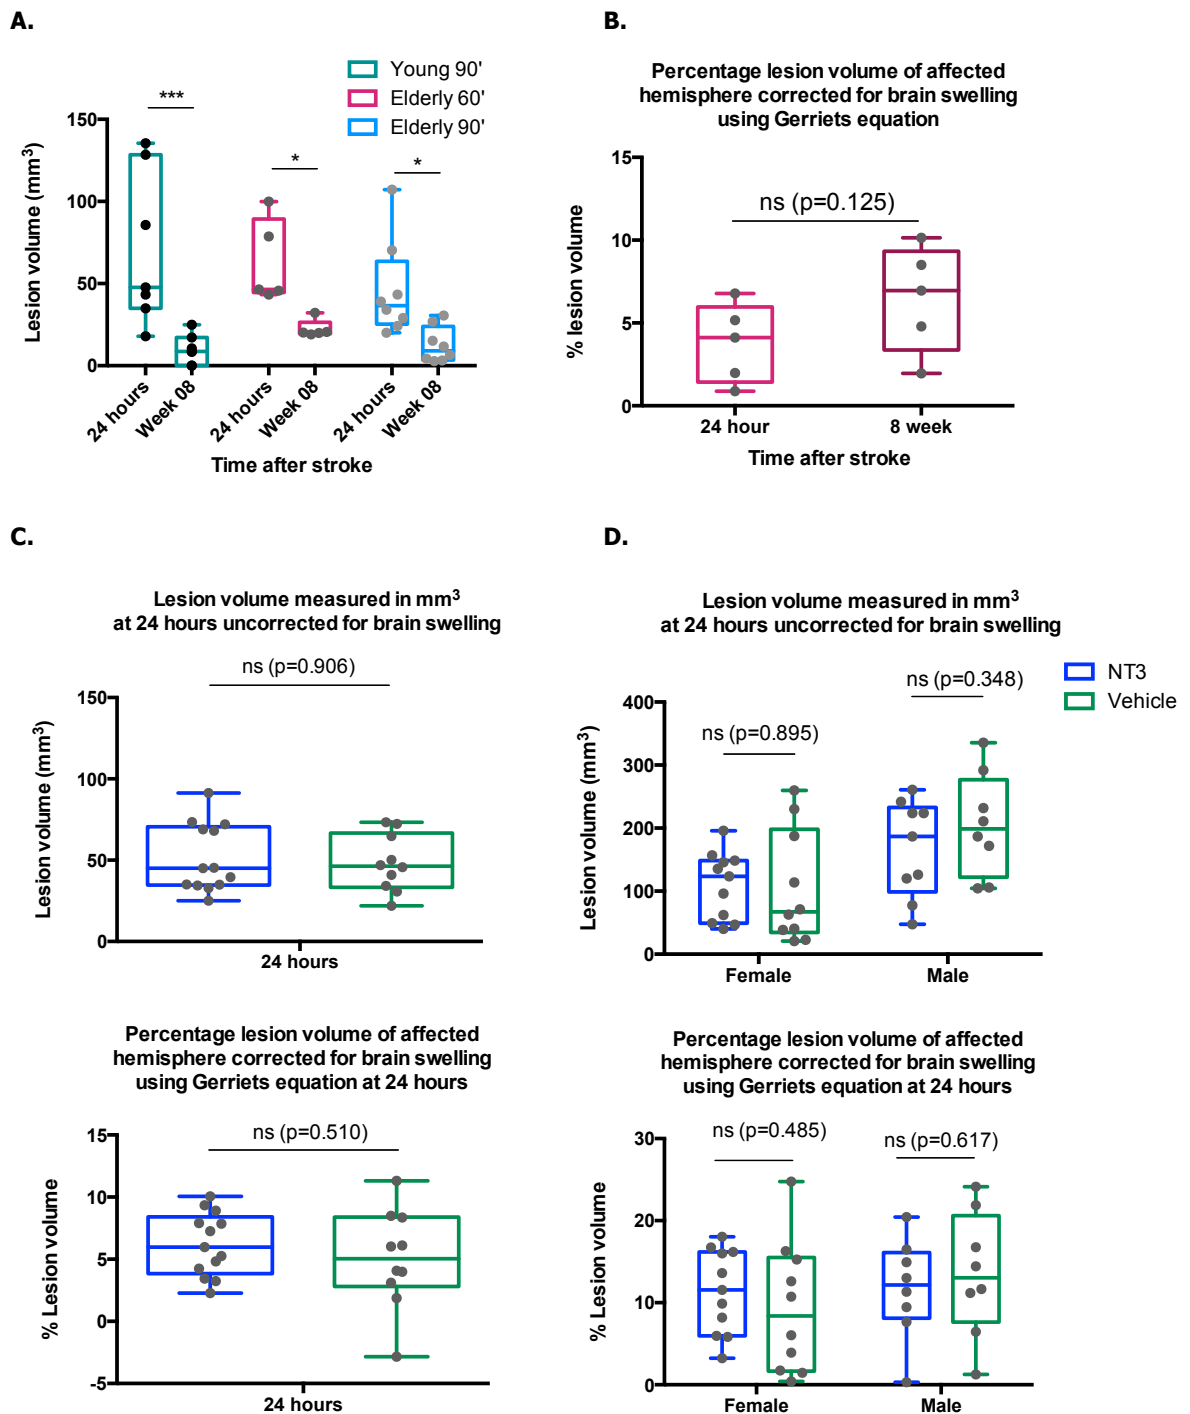 A.
Young 90'
Elderly 60'
Elderly 90'
***
*
*
Lesion volume (mm³)
150
100
50
0
24 hours
Week 08
24 hours
Week 08
24 hours
Week 08
Time after stroke
B.
Percentage lesion volume of affected
hemisphere corrected for brain swelling
using Gerriets equation
ns (p=0.125)
% lesion volume
15
10
5
0
24 hour
8 week
Time after stroke
C.
Lesion volume measured in mm³
at 24 hours uncorrected for brain swelling
ns (p=0.906)
Lesion volume (mm³)
150
100
50
0
24 hours
Percentage lesion volume of affected
hemisphere corrected for brain swelling
using Gerriets equation at 24 hours
ns (p=0.510)
% Lesion volume
15
10
5
0
-5
24 hours
D.
Lesion volume measured in mm³
at 24 hours uncorrected for brain swelling
NT3
Vehicle
ns (p=0.895)
ns (p=0.348)
Lesion volume (mm³)
400
300
200
100
0
Female
Male
Percentage lesion volume of affected
hemisphere corrected for brain swelling
using Gerriets equation at 24 hours
ns (p=0.485)
ns (p=0.617)
% Lesion volume
30
20
10
0
Female
Male